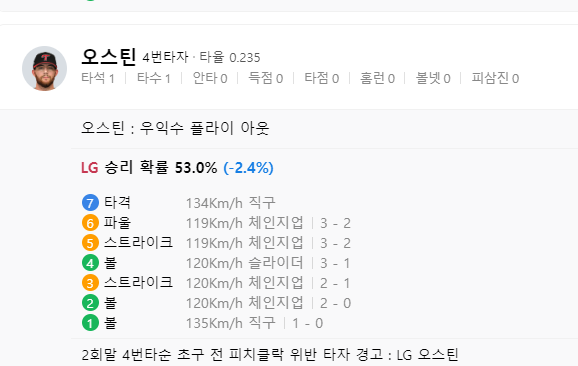 오스틴 4번타자 · 타율 0.235
타석 1 타수 1 안타 0 득점 0 타점 0 홈런 0 볼넷 0 피삼진 0
오스틴 : 우익수 플라이 아웃
LG 승리 확률 53.0% (-2.4%)
7 타격 134Km/h 직구
6 파울 119Km/h 체인지업 3 - 2
5 스트라이크 119Km/h 체인지업 3 - 2
4 볼 120Km/h 슬라이더 3 - 1
3 스트라이크 120Km/h 체인지업 2 - 1
2 볼 120Km/h 체인지업 2 - 0
1 볼 135Km/h 직구 1 - 0
2회말 4번타순 초구 전 피치클락 위반 타자 경고 : LG 오스틴